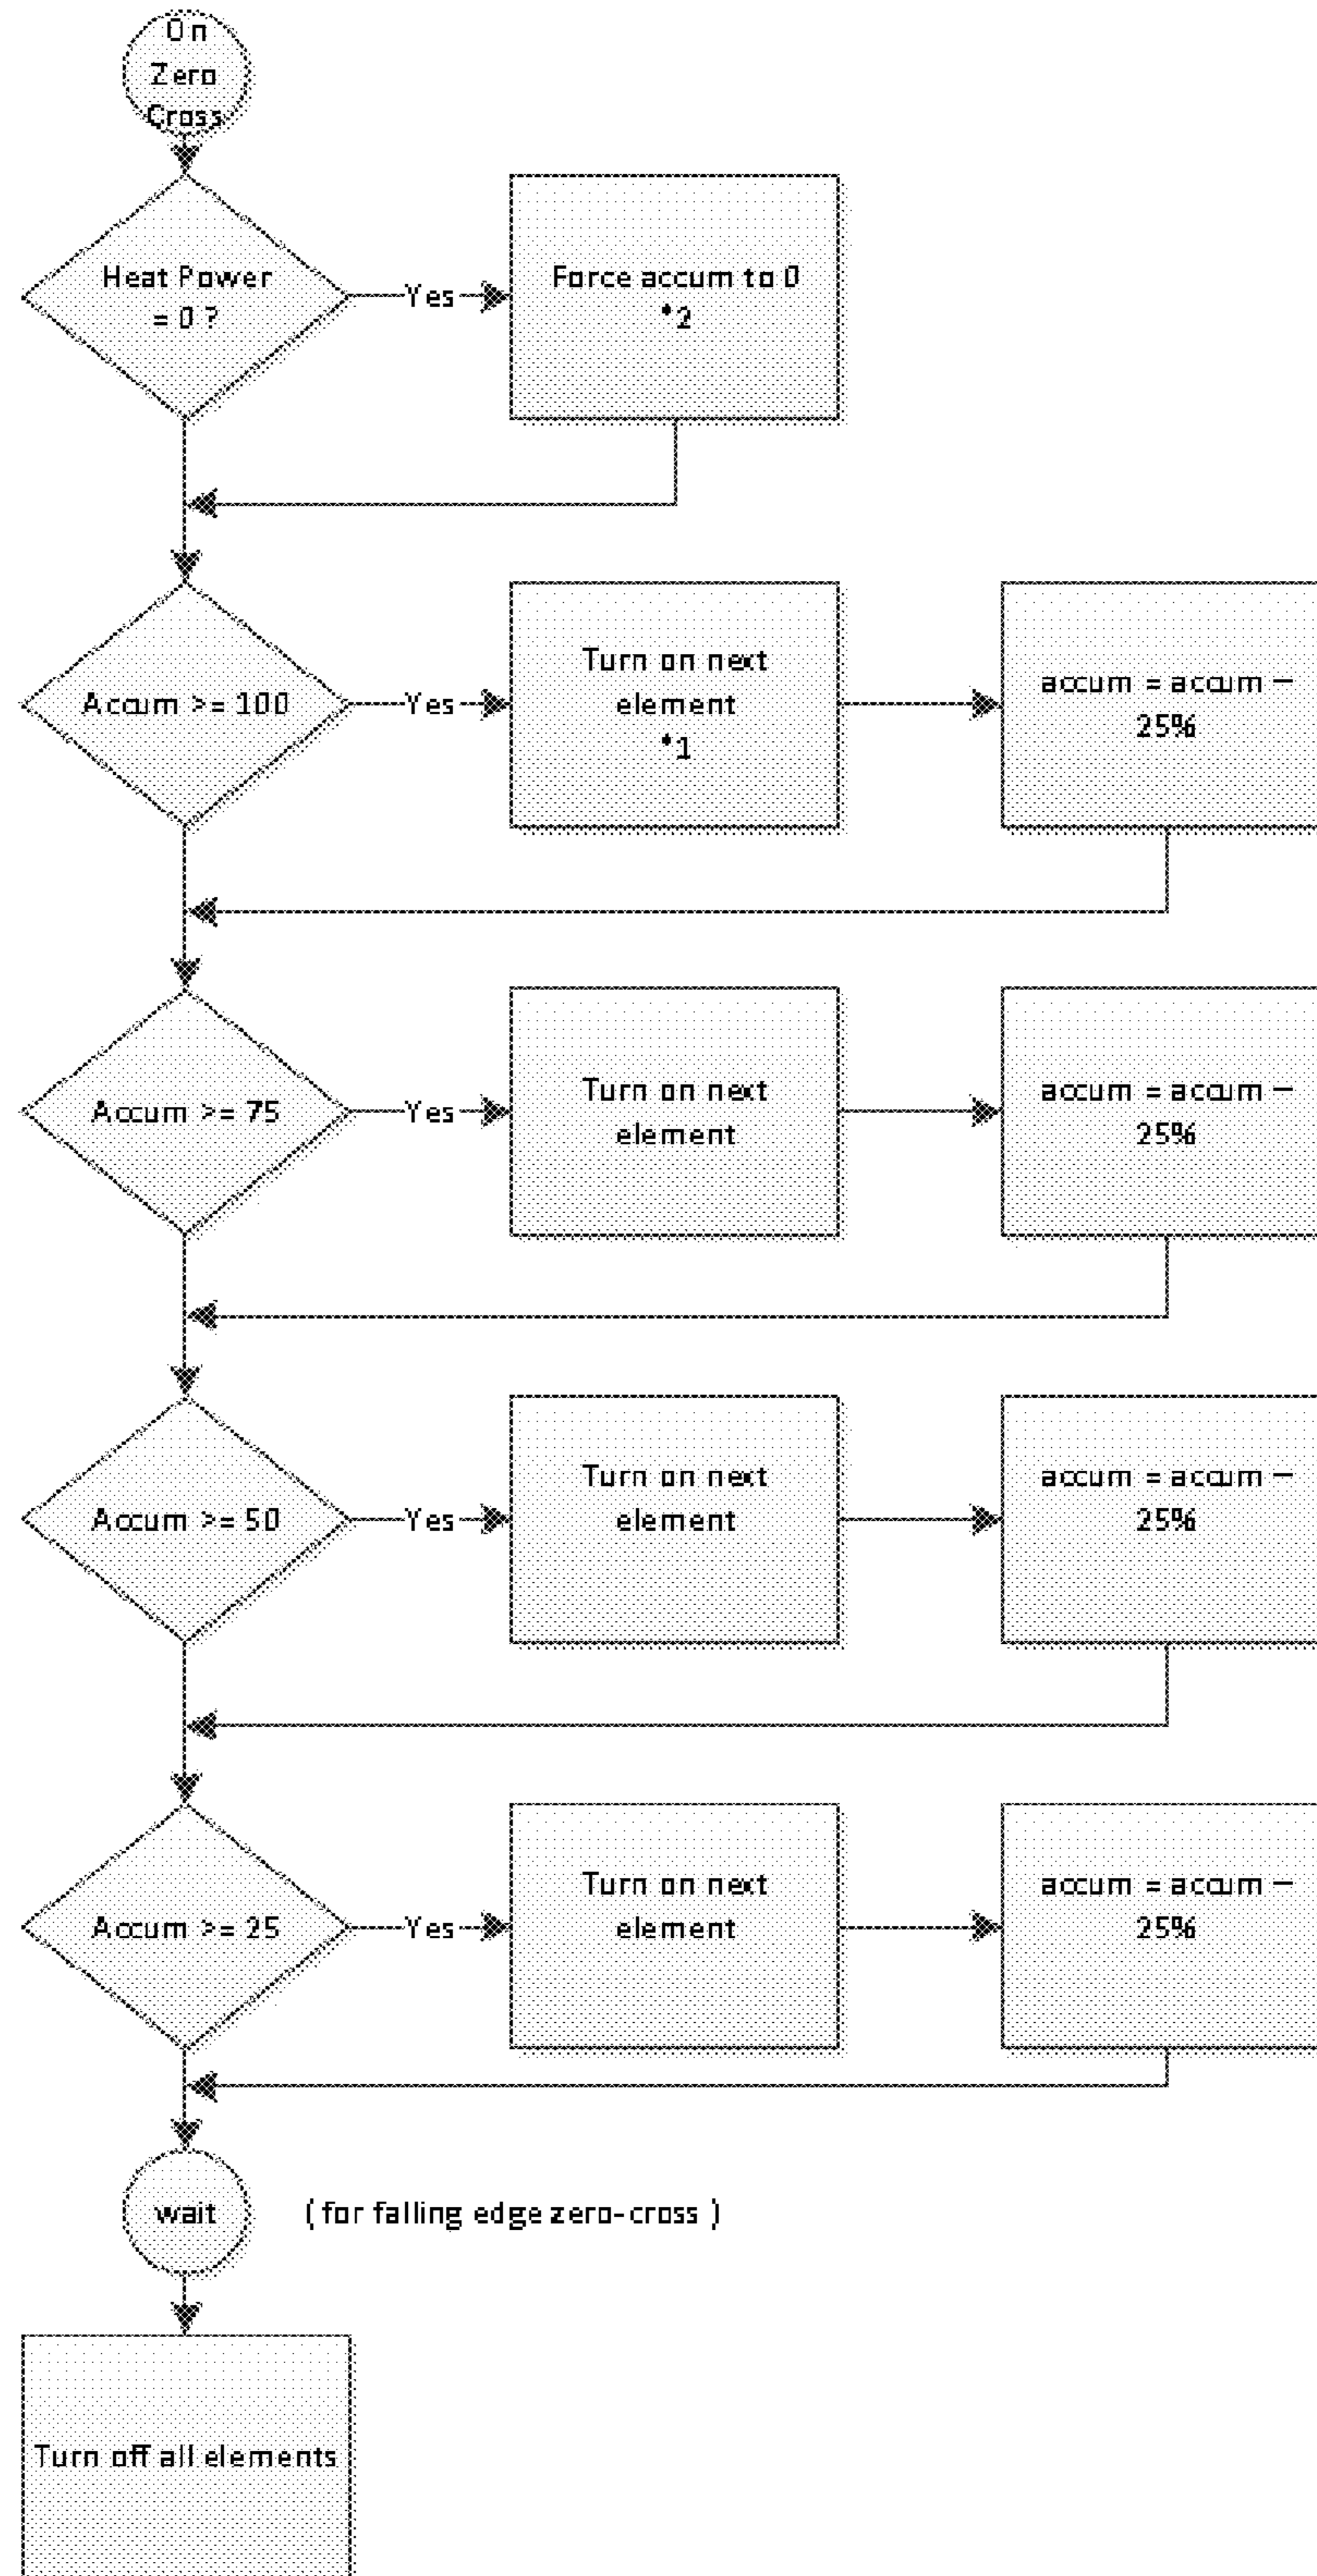 On
Zero
Cross
Heat Power
= 0 ?
Yes
Force accum to 0
*2
Accum >= 100
Yes
Turn on next
element
*1
accum = accum –
25%
Accum >= 75
Yes
Turn on next
element
accum = accum –
25%
Accum >= 50
Yes
Turn on next
element
accum = accum –
25%
Accum >= 25
Yes
Turn on next
element
accum = accum –
25%
wait
( for falling edge zero-cross )
Turn off all elements